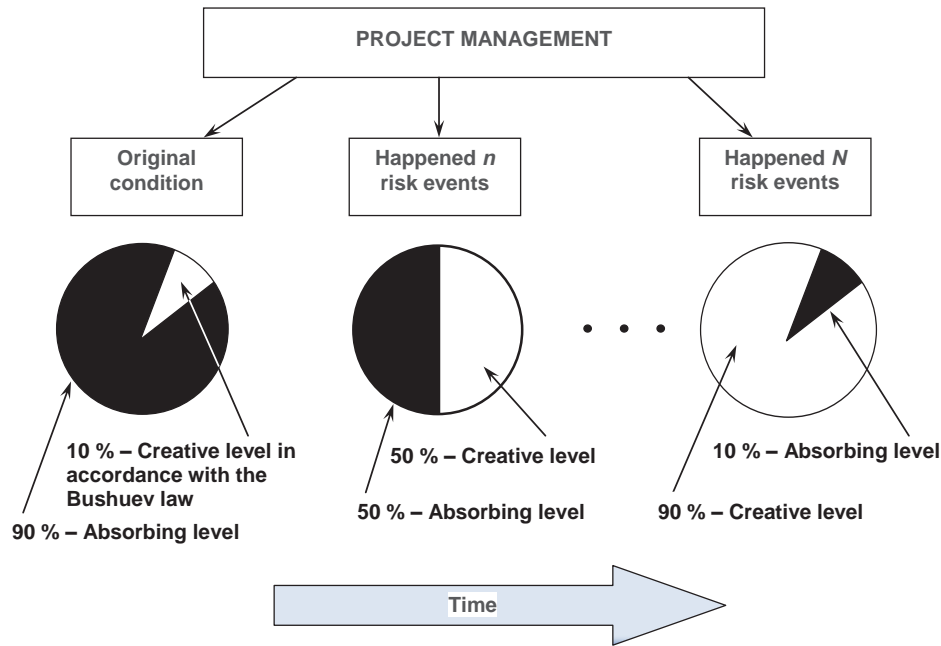 PROJECT MANAGEMENT
Original
condition
Happened n
risk events
Happened N
risk events
10 % – Creative level in
accordance with the
Bushuev law
90 % – Absorbing level
50 % – Creative level
50 % – Absorbing level
10 % – Absorbing level
90 % – Creative level
Time